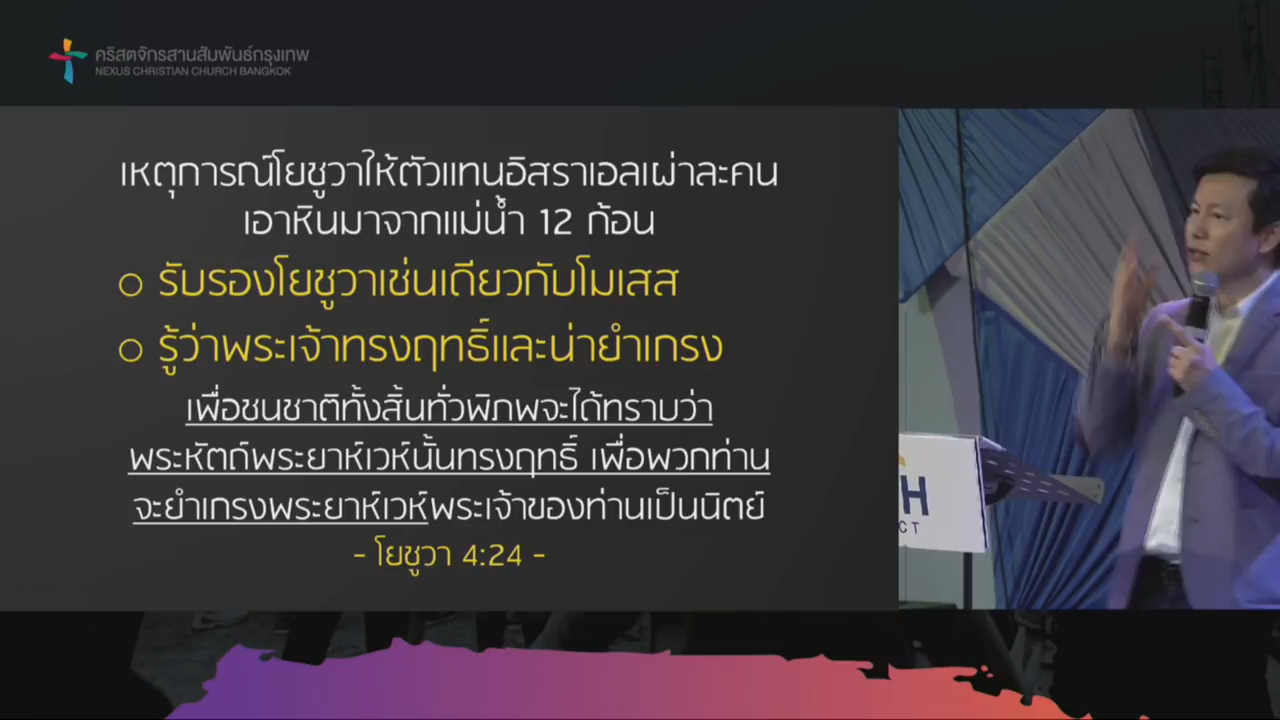 คริสตจักรสานสัมพันธ์กรุงเทพ
NEXUS CHRISTIAN CHURCH BANGKOK
เหตุการณ์โยชูวาให้ตัวแทนอิสราเอลเผ่าละคน
เอาหินมาจากแม่น้ำ 12 ก้อน
o รับรองโยชูวาเช่นเดียวกับโมเสส
o รู้ว่าพระเจ้าทรงฤทธิ์และน่ายำเกรง
เพื่อชนชาติทั้งสิ้นทั่วพิภพจะได้ทราบว่า
พระหัตถ์พระยาห์เวห์นั้นทรงฤทธิ์ เพื่อพวกท่าน
จะยำเกรงพระยาห์เวห์พระเจ้าของท่านเป็นนิตย์
- โยชูวา 4:24 -